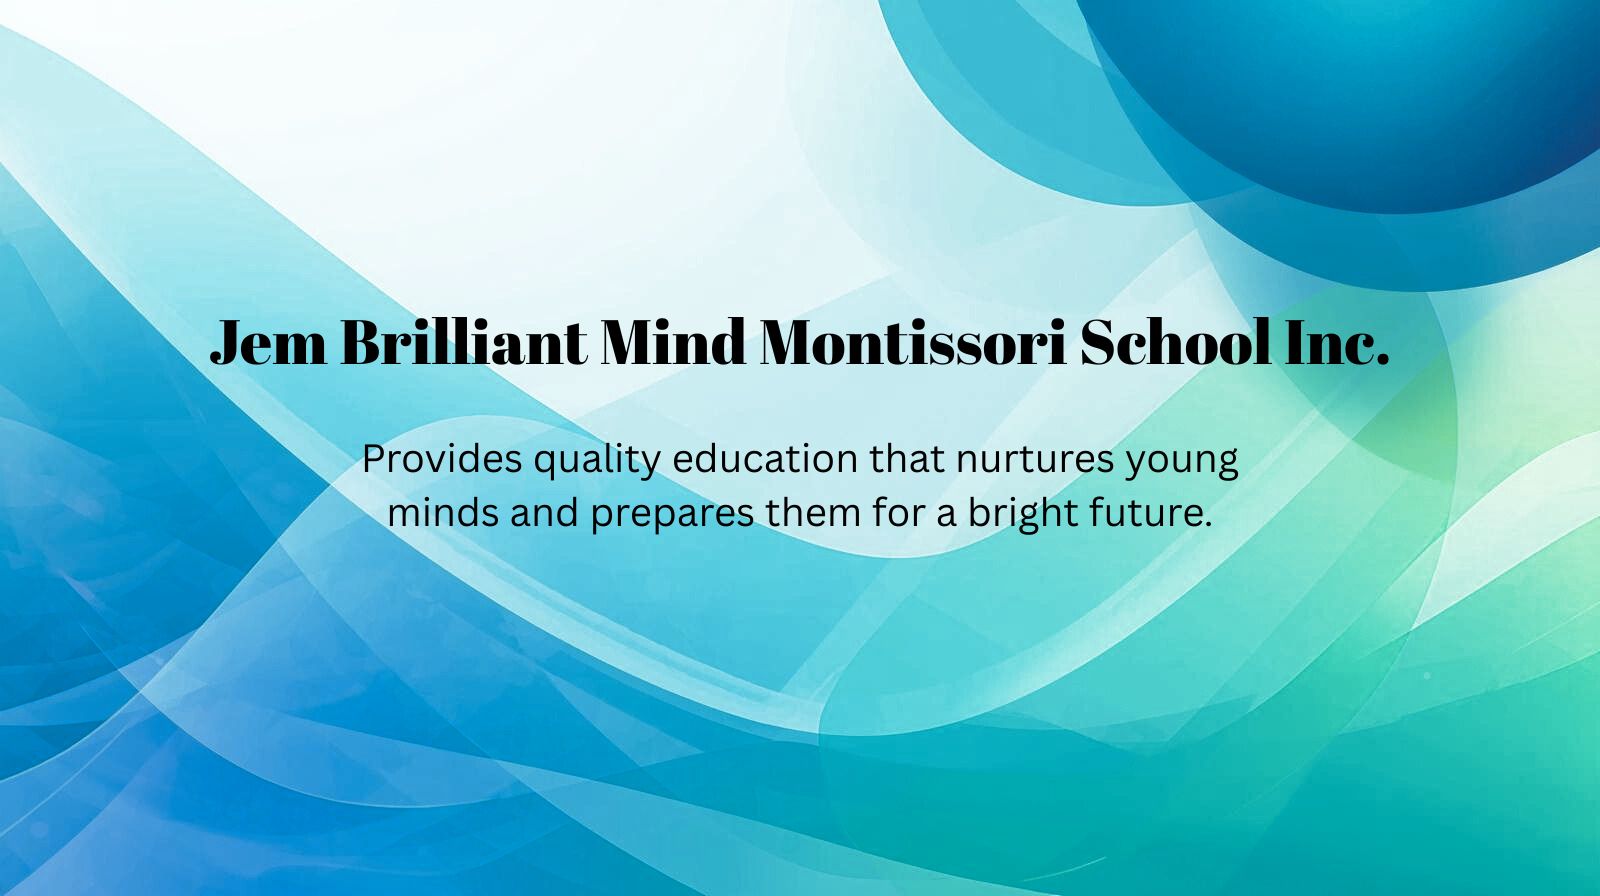 Jem Brilliant Mind Montissori School Inc.
Provides quality education that nurtures young
minds and prepares them for a bright future.